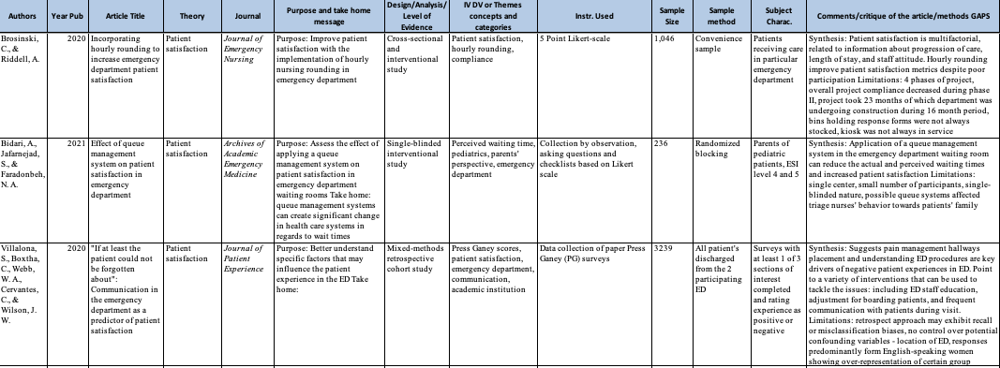 Authors
Year Pub
Article Title
Theory
Journal
Purpose and take home
message
Design/Analysis/
Level of
Evidence
IV DV or Themes
concepts and
categories
Instr. Used
Sample
Size
Sample
method
Subject
Charac.
Comments/critique of the article/methods GAPS
Brosinski,
C., &
Riddell, A.
2020
Incorporating
hourly rounding to
increase emergency
department patient
satisfaction
Patient
satisfaction
Journal of
Emergency
Nursing
Purpose: Improve patient
satisfaction with the
implementation of hourly
nursing rounding in
emergency department
Cross-sectional
and
interventional
study
Patient satisfaction,
hourly rounding,
compliance
5 Point Likert-scale
1,046
Convenience
sample
Patients
receiving care
in particular
emergency
department
Synthesis: Patient satisfaction is multifactorial,
related to information about progression of care,
length of stay, and staff attitude. Hourly rounding
improve patient satisfaction metrics despite poor
participation Limitations: 4 phases of project,
overall project compliance decreased during phase
II, project took 23 months of which department was
undergoing construction during 16 month period,
bins holding response forms were not always
stocked, kiosk was not always in service
Bidari, A.,
Jafarnejad,
S., &
Faradonbeh,
N. A.
2021
Effect of queue
management
system on patient
satisfaction in
emergency
department
Patient
satisfaction
Archives of
Academic
Emergency
Medicine
Purpose: Assess the effect of
applying a queue
management system on
patient satisfaction in
emergency department
waiting rooms Take home:
queue management systems
can create significant change
in health care systems in
regards to wait times
Single-blinded
interventional
study
Perceived waiting time,
pediatrics, parents'
perspective, emergency
department
Collection by observation,
asking questions and
checklists based on Likert
scale
236
Randomized
blocking
Parents of
pediatric
patients, ESI
level 4 and 5
Synthesis: Application of a queue management
system in the emergency department waiting room
can reduce the actual and perceived waiting times
and increased patient satisfaction Limitations:
single center, small number of participants, single-
blinded nature, possible queue systems affected
triage nurses' behavior towards patients' family
Villalona,
S., Boxtha,
C., Webb,
W. A.,
Cervantes,
C., &
Wilson, J.
W.
2020
"If at least the
patient could not
be forgotten
about":
Communication in
the emergency
department as a
predictor of patient
satisfaction
Patient
satisfaction
Journal of
Patient
Experience
Purpose: Better understand
specific factors that may
influence the patient
experience in the ED Take
home:
Mixed-methods
retrospective
cohort study
Press Ganey scores,
patient satisfaction,
emergency department,
communication,
academic institution
Data collection of paper Press
Ganey (PG) surveys
3239
All patient's
discharged
from the 2
participating
ED
Surveys with
at least 1 of 3
sections of
interest
completed
and rating
experience as
positive or
negative
Synthesis: Suggests pain management hallways
placement and understanding ED procedures are key
drivers of negative patient experiences in ED. Point
to a variety of interventions that can be used to
tackle the issues: including ED staff education,
adjustment for boarding patients, and frequent
communication with patients during visit.
Limitations: retrospect approach may exhibit recall
or misclassification biases, no control over potential
confounding variables - location of ED, responses
predominantly form English-speaking women
showing over-representation of certain group